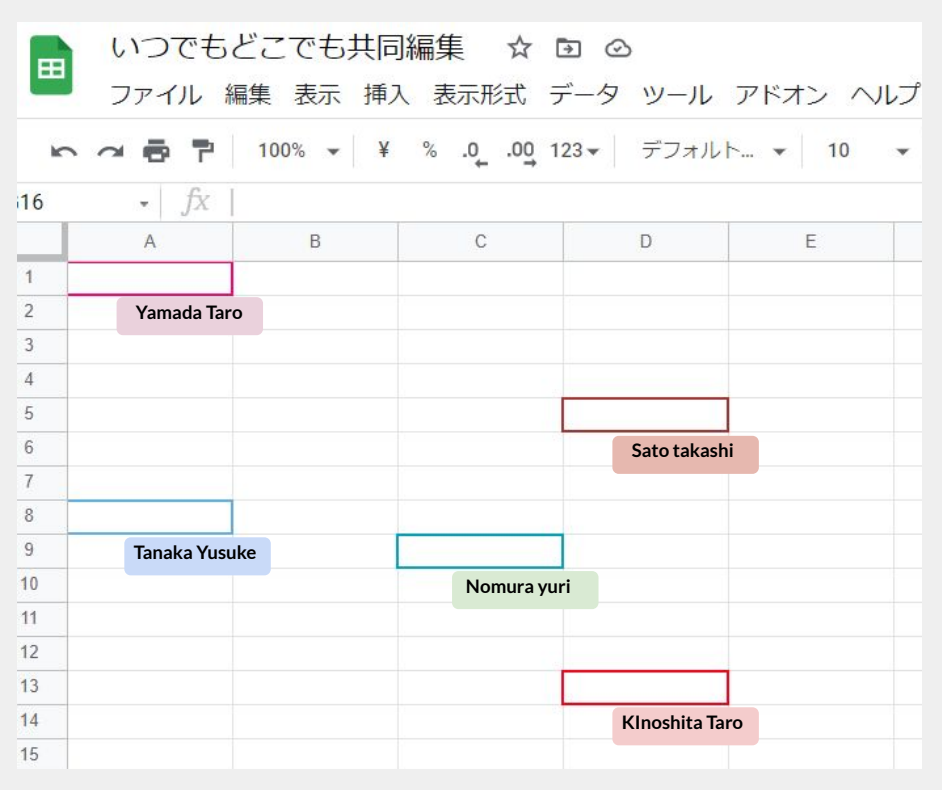 いつでもどこでも共同編集
ファイル 編集 表示 挿入 表示形式 データ ツール アドオン ヘルプ
100% ¥ % .0 .00 123 デフォルト... 10
16 fx
A B C D E
1
Yamada Taro
2
3
4
5
6
Sato takashi
7
8
9
Tanaka Yusuke
10
Nomura yuri
11
12
13
14
KInoshita Taro
15